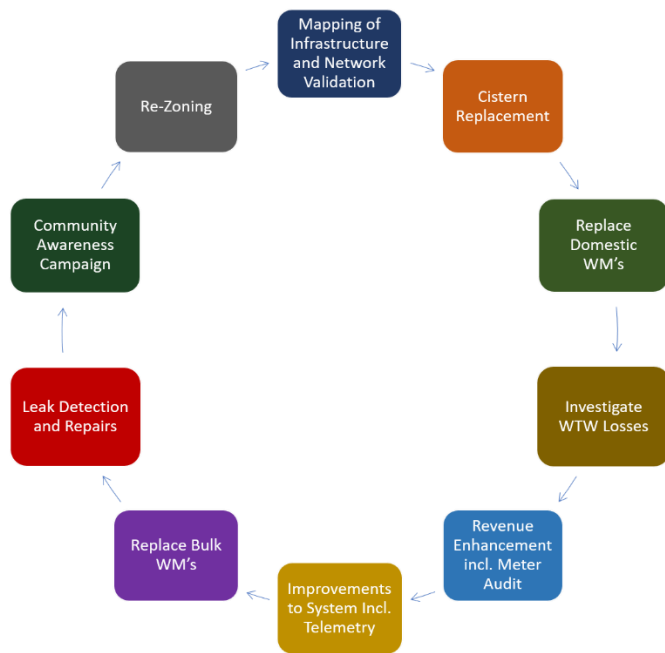 Mapping of
Infrastructure
and Network
Validation
Cistern
Replacement
Replace
Domestic
WM's
Investigate
WTW Losses
Revenue
Enhancement
incl. Meter
Audit
Improvements
to System Incl.
Telemetry
Replace Bulk
WM's
Leak Detection
and Repairs
Community
Awareness
Campaign
Re-Zoning